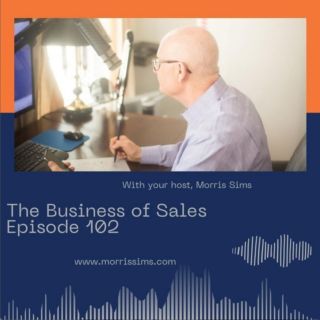 With your host, Morris Sims
The Business of Sales
Episode 102
www.morrissims.com